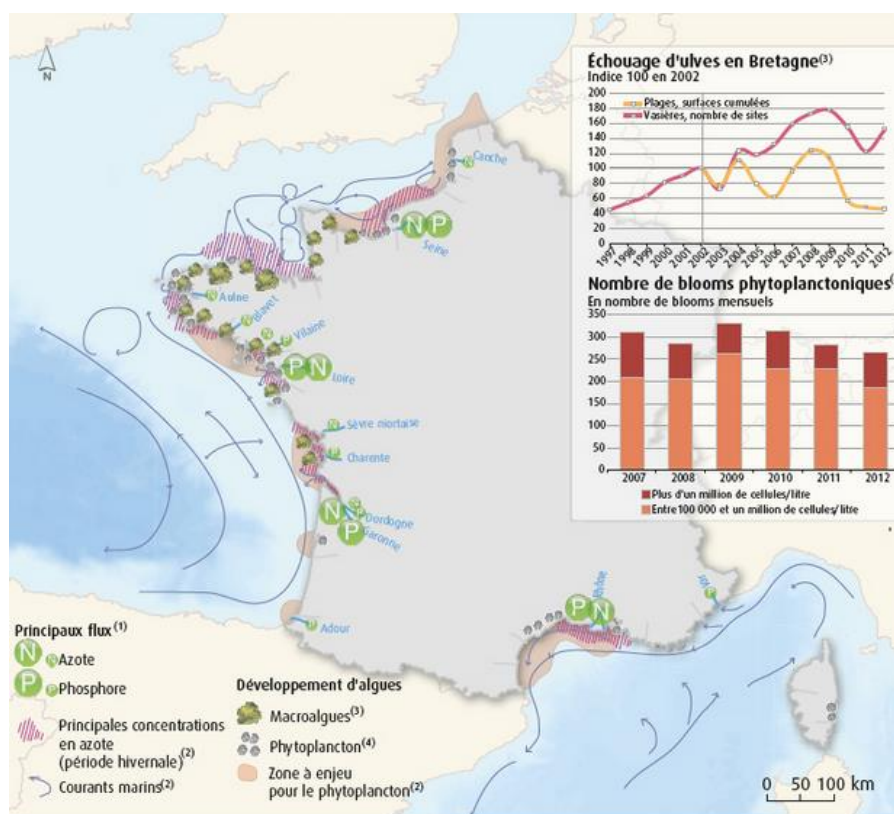 N
Échouage d'ulves en Bretagne(3)
Indice 100 en 2002
200
180
160
140
120
100
80
60
40
20
0
Plages, surfaces cumulées
Vasières, nombre de sites
1997
1998
1999
2000
2001
2002
2003
2004
2005
2006
2007
2008
2009
2010
2011
2012
Nombre de blooms phytoplanctoniques(
En nombre de blooms mensuels
350
300
250
200
150
100
50
0
2007
2008
2009
2010
2011
2012
Plus d'un million de cellules/litre
Entre 100 000 et un million de cellules/litre
N
Canche
N P
Seine
N
Aulne
N
Blavet
N
P
Vilaine
P N
Loire
N
Sèvre niortaise
P
Charente
N
N
P
Dordogne
P
Garonne
P
Adour
P N
Rhône
P
Principaux flux(1)
N N Azote
P P Phosphore
Principales concentrations
en azote
(période hivernale)(2)
Courants marins(2)
Développement d'algues
Macroalgues(3)
Phytoplancton(4)
Zone à enjeu
pour le phytoplancton(2)
0 50 100 km